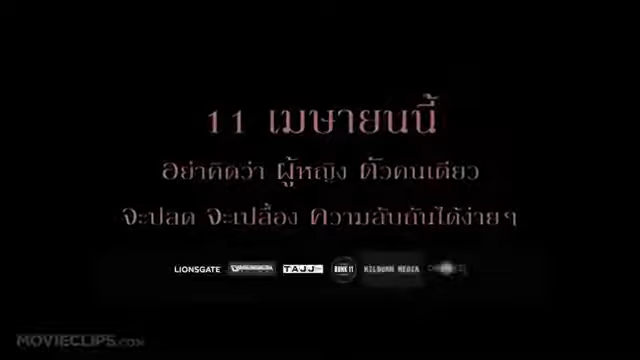 11 เมษายนนี้
อย่าคิดว่า ผู้หญิง ตัวคนเดียว
จะปลด จะเปลื้อง ความลับกันได้ง่ายๆ
LIONSGATE TAJJ RUNE 11 HILDURN MEDIA
MOVIECLIPS.COM